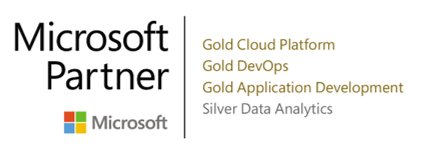 Microsoft
Partner
Microsoft
Gold Cloud Platform
Gold DevOps
Gold Application Development
Silver Data Analytics